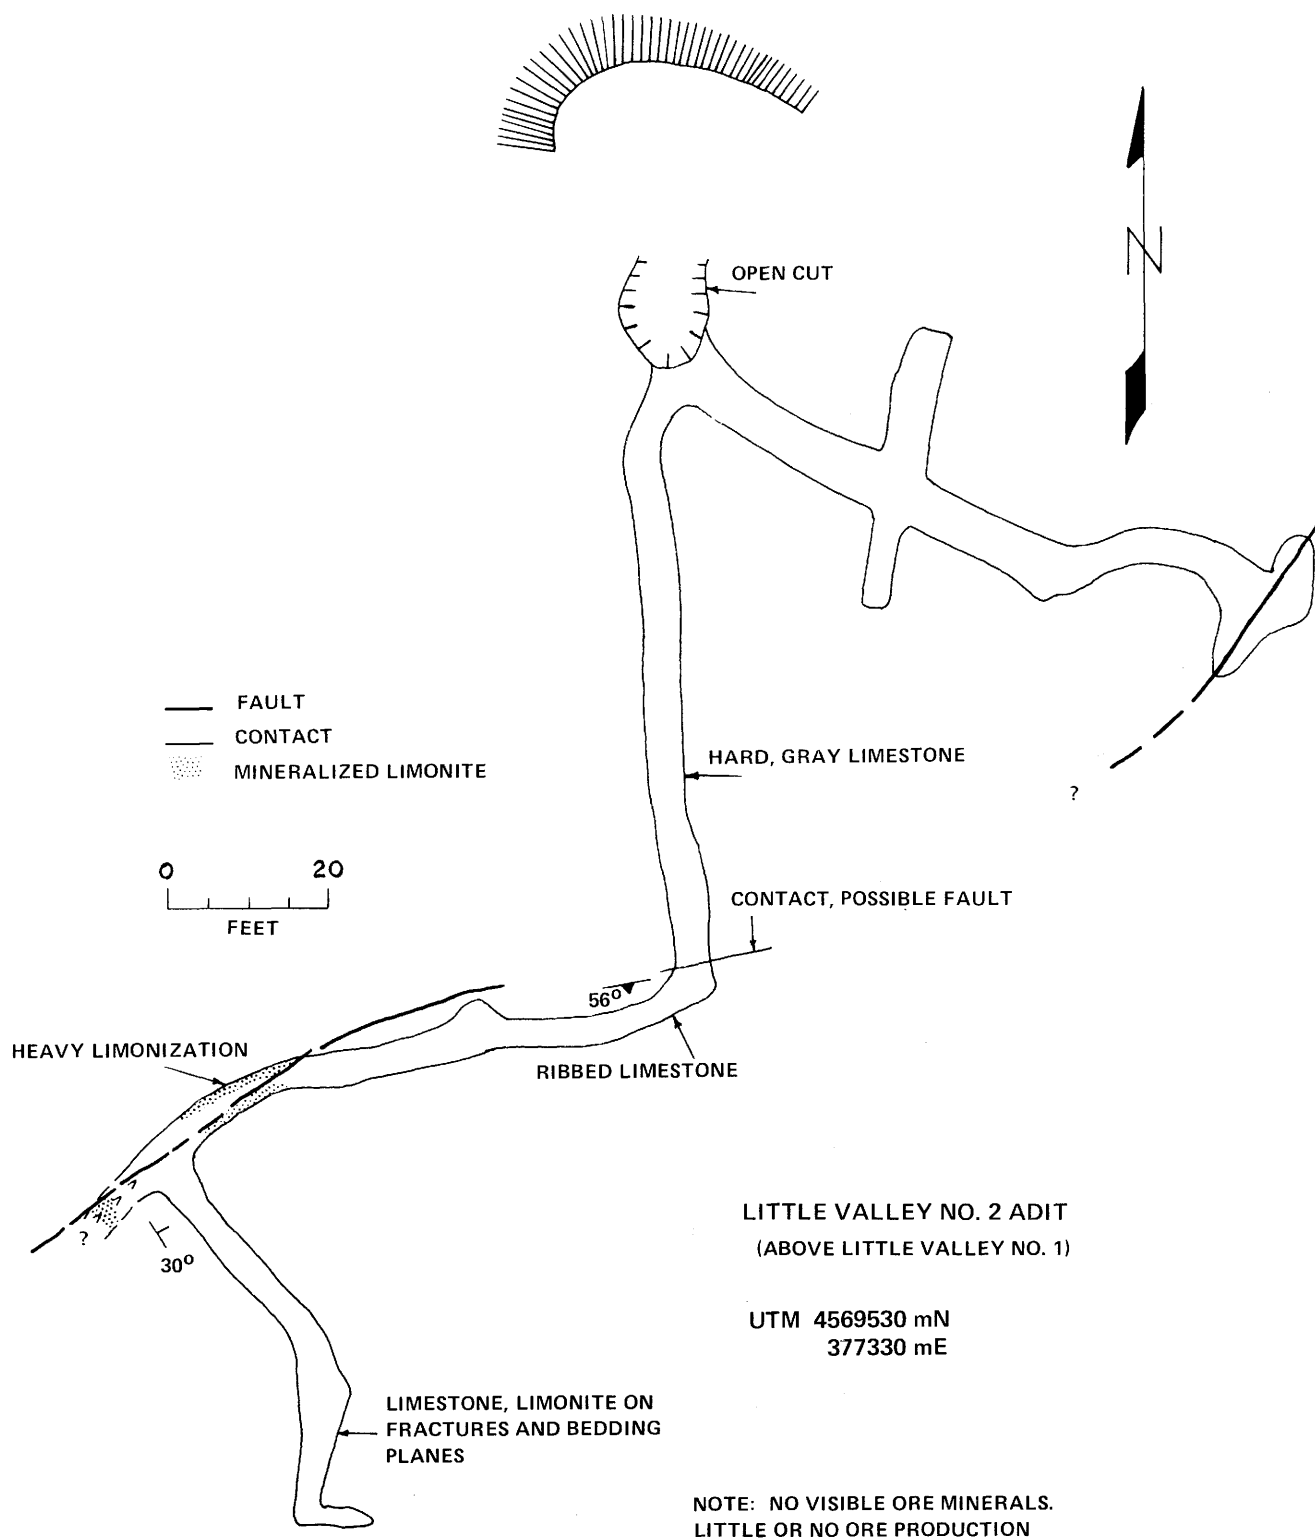 OPEN CUT
N
FAULT
CONTACT
MINERALIZED LIMONITE
HARD, GRAY LIMESTONE
?
0 20
FEET
CONTACT, POSSIBLE FAULT
56°
HEAVY LIMONIZATION
RIBBED LIMESTONE
?
30°
LITTLE VALLEY NO. 2 ADIT
(ABOVE LITTLE VALLEY NO. 1)
UTM 4569530 mN
377330 mE
LIMESTONE, LIMONITE ON
FRACTURES AND BEDDING
PLANES
NOTE: NO VISIBLE ORE MINERALS.
LITTLE OR NO ORE PRODUCTION